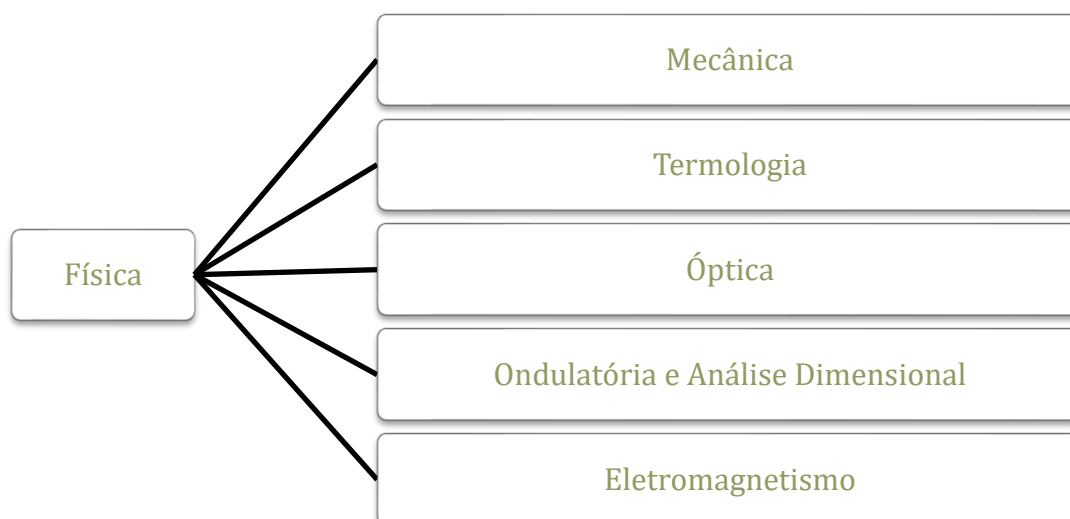 Mecânica
Termologia
Física
Óptica
Ondulatória e Análise Dimensional
Eletromagnetismo